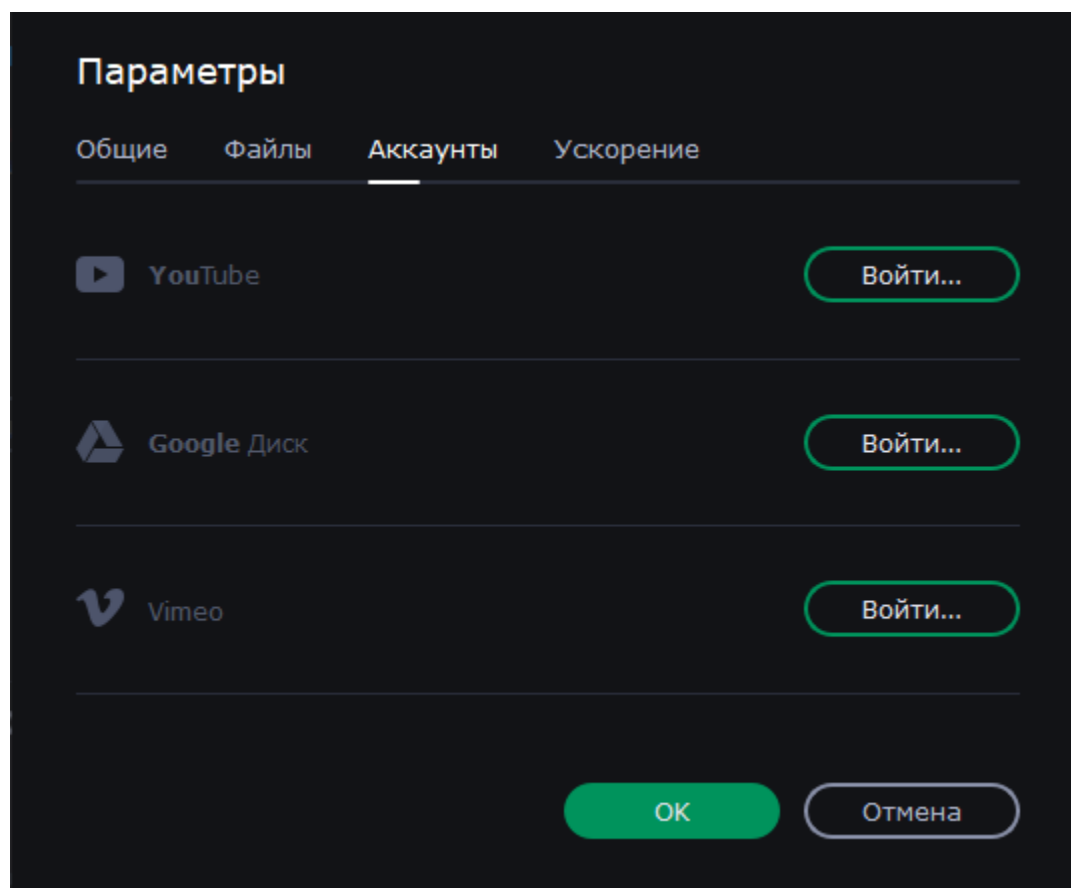 Параметры
Общие Файлы Аккаунты Ускорение
YouTube Войти...
Google Диск Войти...
Vimeo Войти...
OK Отмена